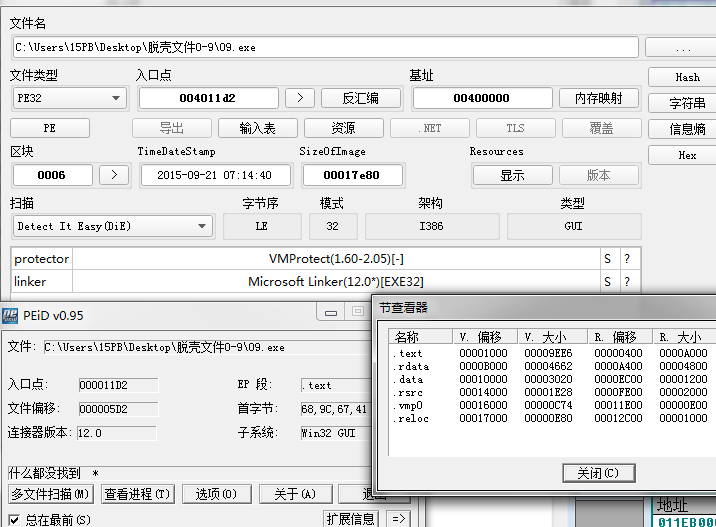 文件名
C:\Users\15PB\Desktop\脱壳文件0-9\09.exe ...
文件类型 入口点 基址 Hash
PE32 004011d2 > 反汇编 00400000 内存映射 字符串
PE 导出 输入表 资源 .NET TLS 覆盖 信息熵
区块 TimeDateStamp SizeOfImage Resources Hex
0006 > 2015-09-21 07:14:40 00017e80 显示 版本
扫描 字节序 模式 架构 类型
Detect It Easy(DiE) LE 32 I386 GUI
protector VMProtect(1.60-2.05)[-] S ?
linker Microsoft Linker(12.0*)[EXE32] S ?
PEiD v0.95
文件: C:\Users\15PB\Desktop\脱壳文件0-9\09.exe
入口点: 000011D2 EP 段: .text
文件偏移: 000005D2 首字节: 68,9C,67,41
连接器版本: 12.0 子系统: Win32 GUI
什么都没找到 *
多文件扫描(M) 查看进程(T) 选项(O) 关于(A)
总在最前(S) 扩展信息 =>
节查看器
名称 V. 偏移 V. 大小 R. 偏移 R. 大小
.text 00001000 00009EE6 00000400 0000A000
.rdata 0000B000 00004662 0000A400 00004800
.data 00010000 00003020 0000EC00 00001200
.rsrc 00014000 00001E28 0000FE00 00002000
.vmp0 00016000 00000C74 00011E00 00000E00
.reloc 00017000 00000E80 00012C00 00001000
关闭(C)
地址
011EB00